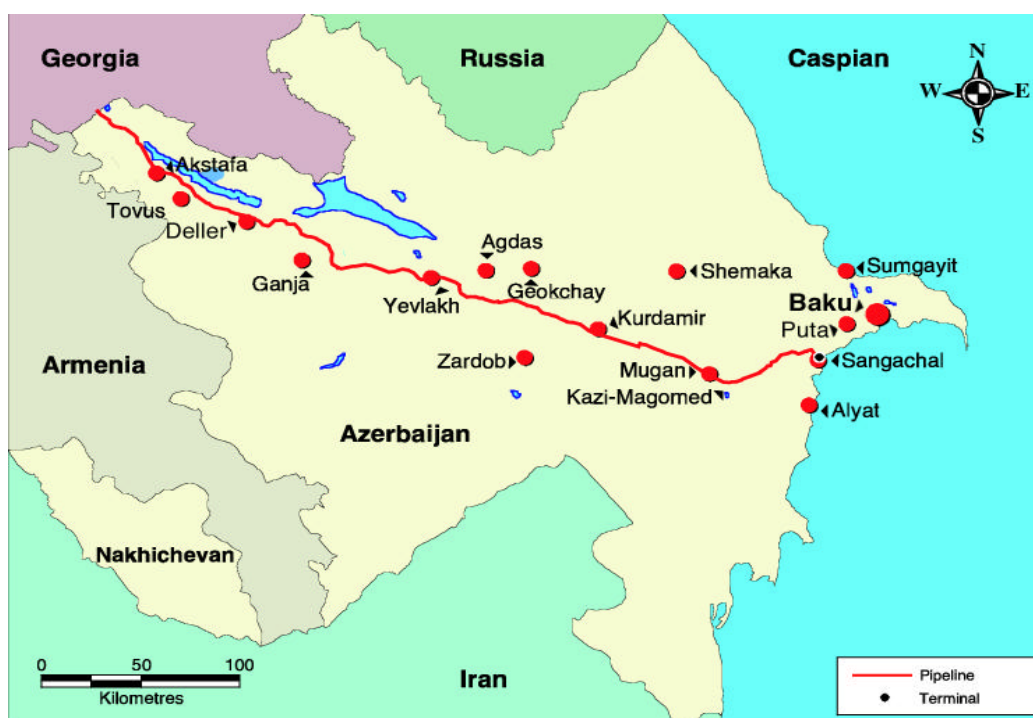 Georgia
Russia
Caspian
N
W
E
S
Akstafa
Tovus
Deller
Ganja
Yevlakh
Agdas
Geokchay
Shemaka
Sumgayit
Baku
Puta
Kurdamir
Zardob
Mugan
Sangachal
Kazi-Magomed
Alyat
Armenia
Azerbaijan
Nakhichevan
Iran
0 50 100
Kilometres
Pipeline
Terminal